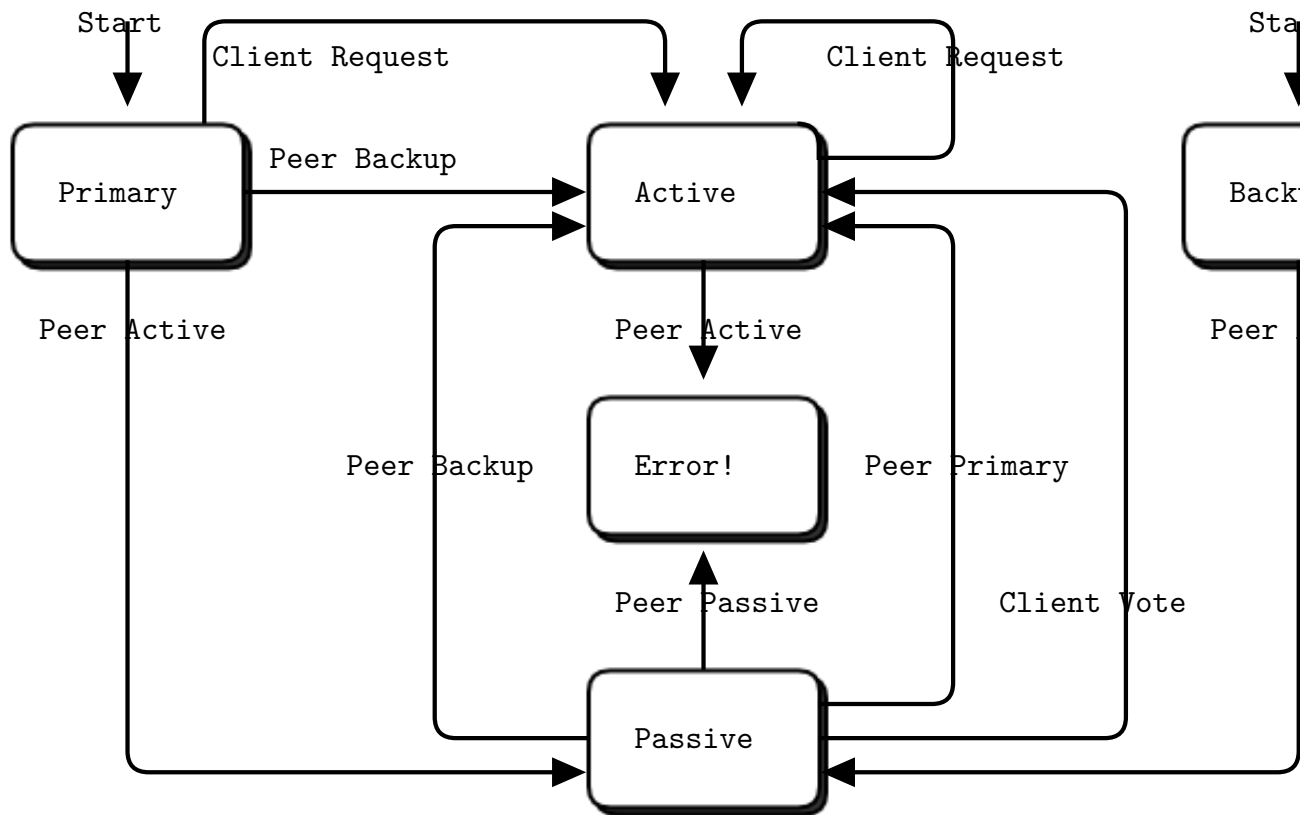 Start
Client Request
Client Request
Peer Backup
Primary
Active
Peer Active
Peer Active
Peer
Peer Backup
Error!
Peer Primary
Peer Passive
Client Vote
Passive